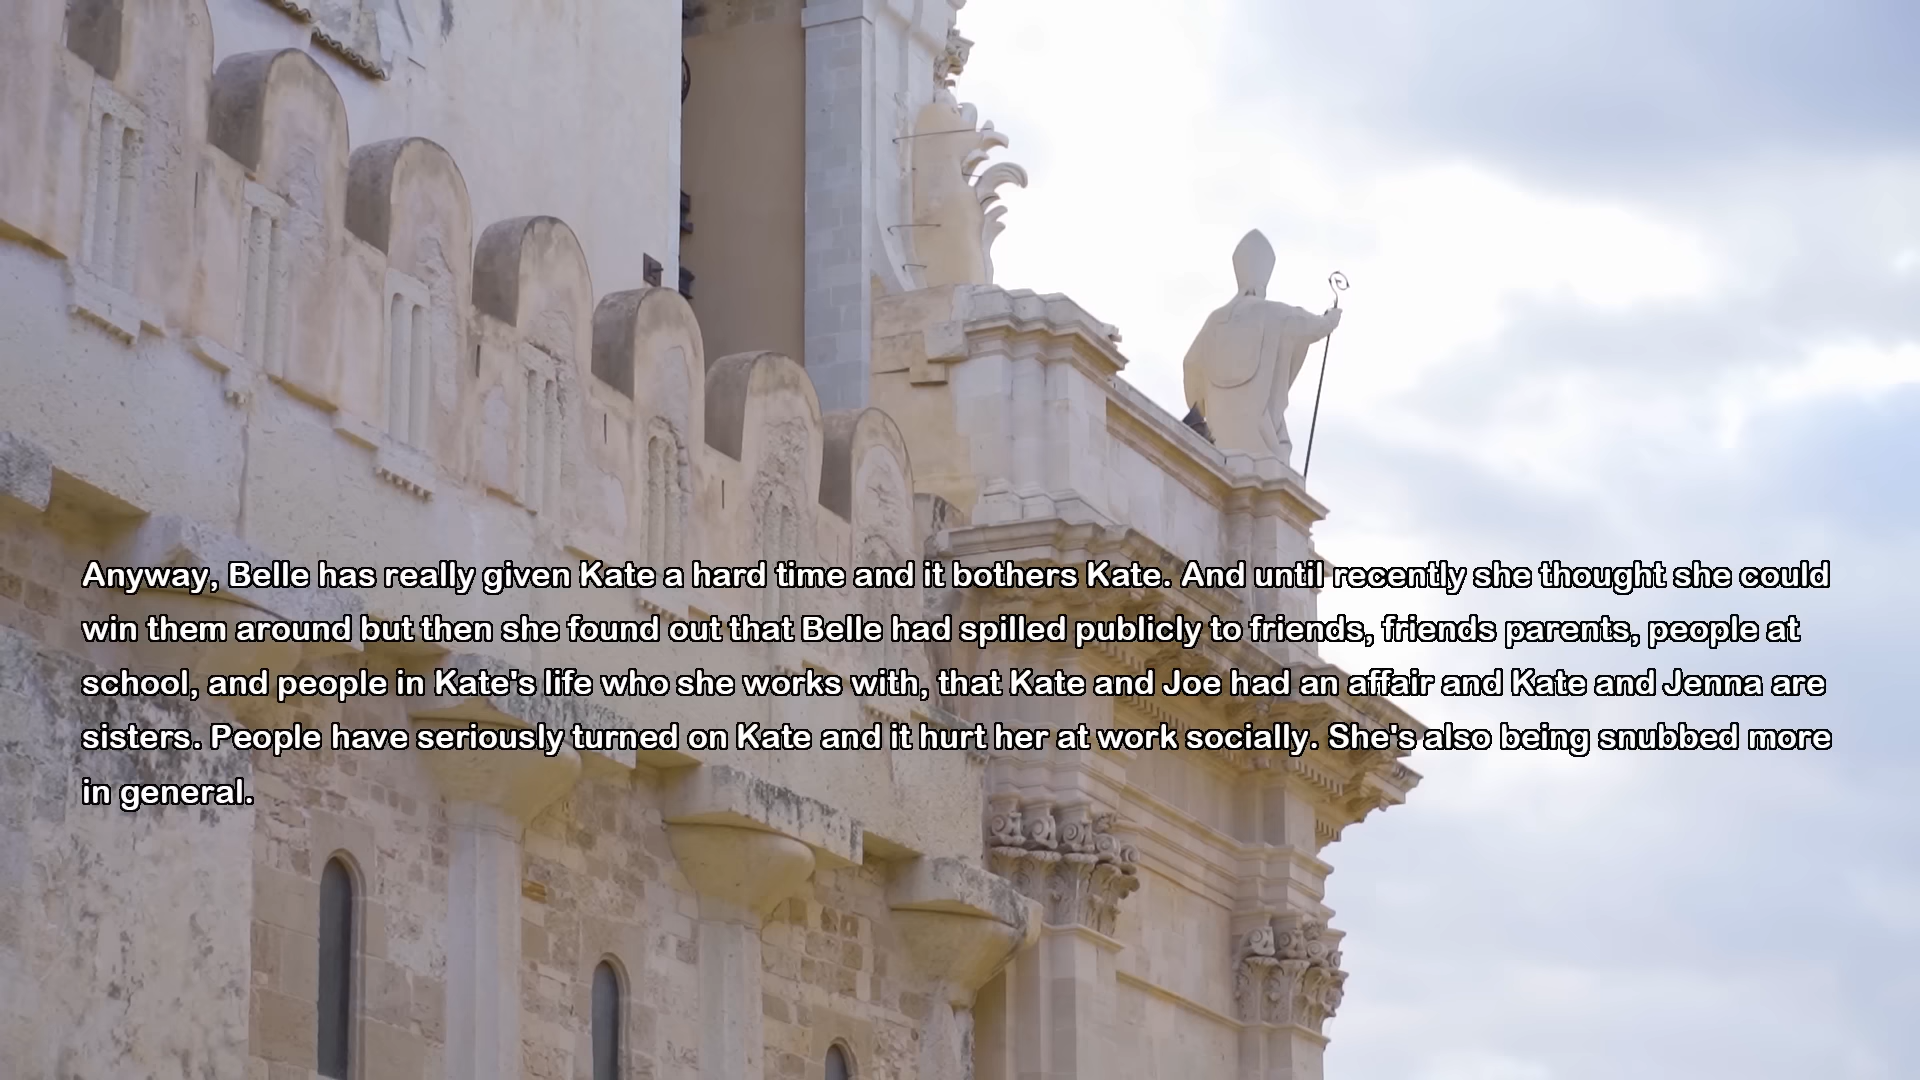 Anyway, Belle has really given Kate a hard time and it bothers Kate. And until recently she thought she could
win them around but then she found out that Belle had spilled publicly to friends, friends parents, people at
school, and people in Kate's life who she works with, that Kate and Joe had an affair and Kate and Jenna are
sisters. People have seriously turned on Kate and it hurt her at work socially. She's also being snubbed more
in general.